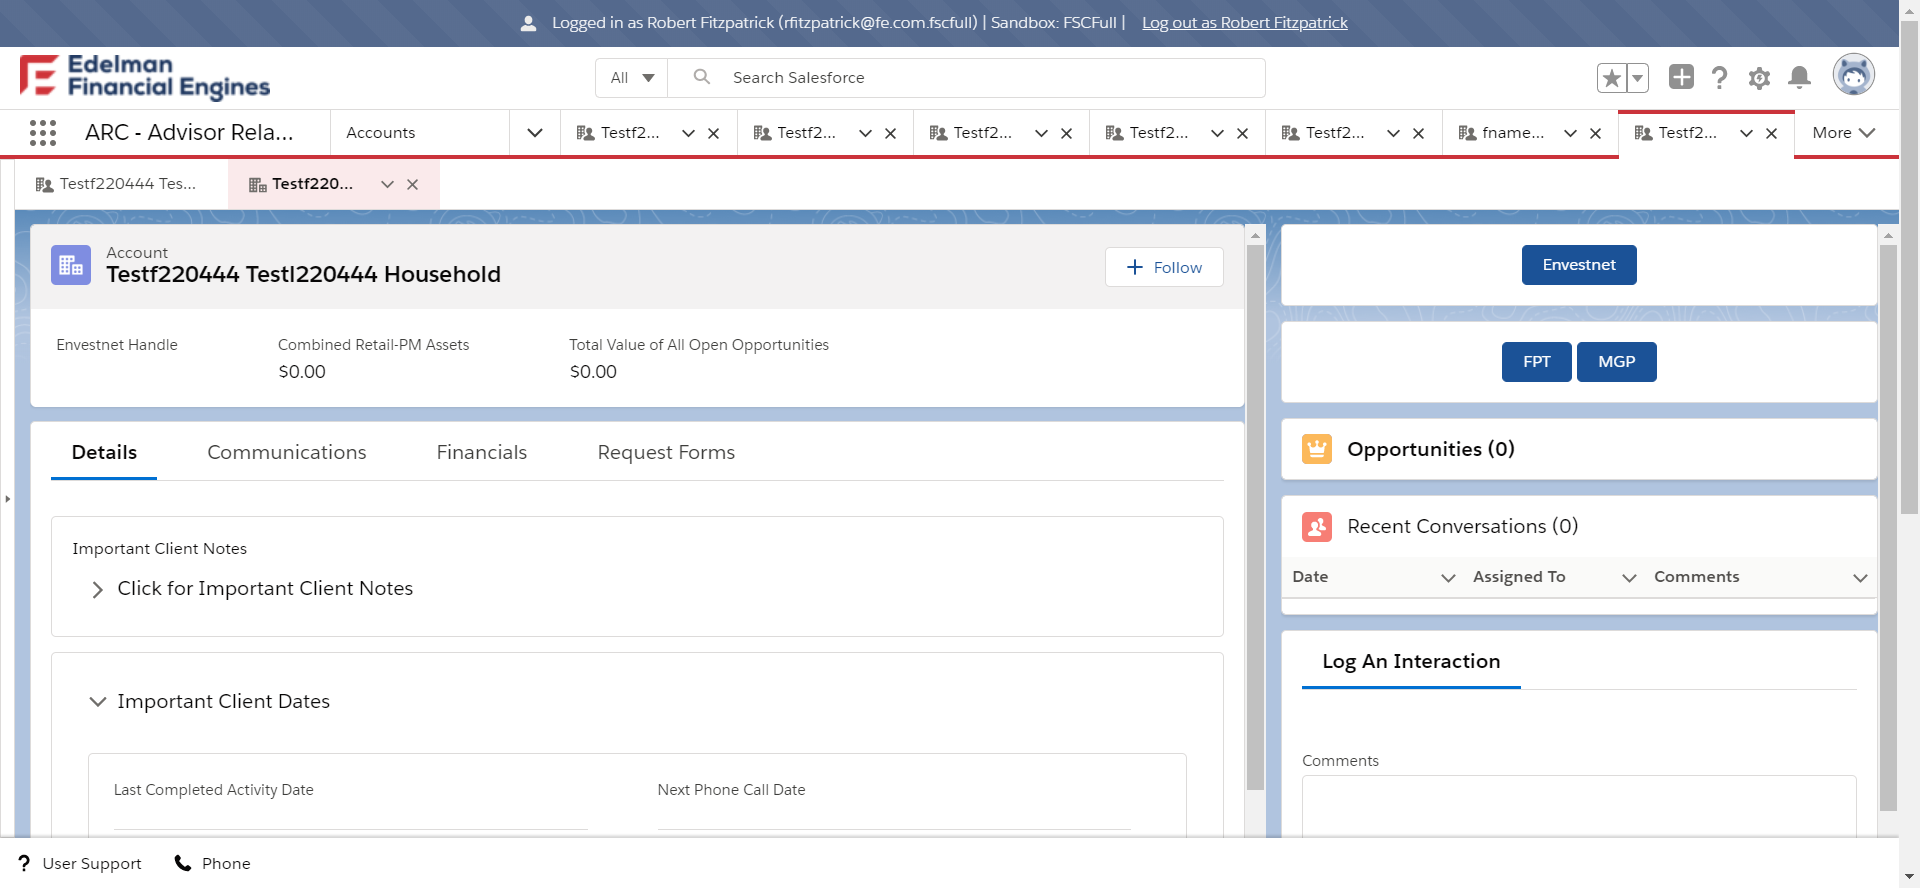 Logged in as Robert Fitzpatrick (rfitzpatrick@fe.com.fscfull) | Sandbox: FSCFull | Log out as Robert Fitzpatrick
Edelman
Financial Engines
All
Search Salesforce
ARC - Advisor Rela...
Accounts
Testf2...
Testf2...
Testf2...
Testf2...
Testf2...
fname...
Testf2...
More
Testf220444 Tes...
Testf220...
Account
Testf220444 Testl220444 Household
Follow
Envestnet Handle
Combined Retail-PM Assets
$0.00
Total Value of All Open Opportunities
$0.00
Details
Communications
Financials
Request Forms
Important Client Notes
Click for Important Client Notes
Important Client Dates
Last Completed Activity Date
Next Phone Call Date
Envestnet
FPT
MGP
Opportunities (0)
Recent Conversations (0)
Date
Assigned To
Comments
Log An Interaction
Comments
User Support
Phone